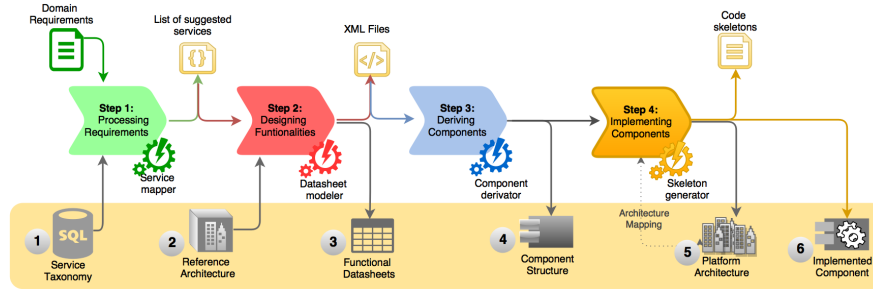 Domain
Requirements
List of suggested
services
{}
XML Files
</>
Code
skeletons
Step 1:
Processing
Requirements
Step 2:
Designing
Funtionalities
Step 3:
Deriving
Components
Step 4:
Implementing
Components
Service
mapper
Datasheet
modeler
Component
derivator
Skeleton
generator
Architecture
Mapping
1
SQL
Service
Taxonomy
2
Reference
Architecture
3
Functional
Datasheets
4
Component
Structure
5
Platform
Architecture
6
Implemented
Component